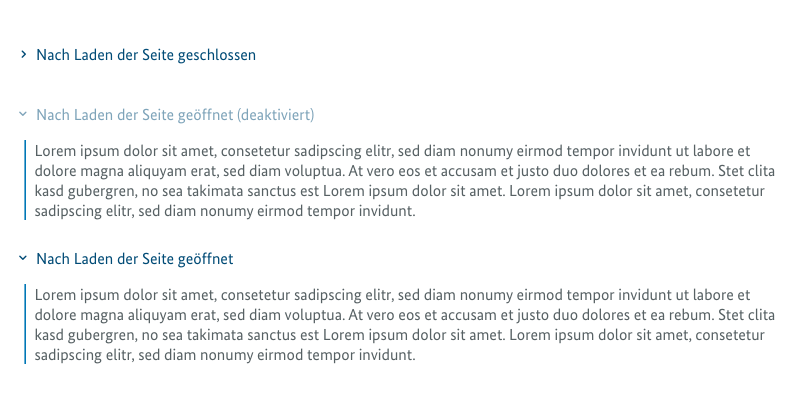 Nach Laden der Seite geschlossen
Nach Laden der Seite geöffnet (deaktiviert)
Lorem ipsum dolor sit amet, consetetur sadipscing elitr, sed diam nonumy eirmod tempor invidunt ut labore et
dolore magna aliquyam erat, sed diam voluptua. At vero eos et accusam et justo duo dolores et ea rebum. Stet clita
kasd gubergren, no sea takimata sanctus est Lorem ipsum dolor sit amet. Lorem ipsum dolor sit amet, consetetur
sadipscing elitr, sed diam nonumy eirmod tempor invidunt.
Nach Laden der Seite geöffnet
Lorem ipsum dolor sit amet, consetetur sadipscing elitr, sed diam nonumy eirmod tempor invidunt ut labore et
dolore magna aliquyam erat, sed diam voluptua. At vero eos et accusam et justo duo dolores et ea rebum. Stet clita
kasd gubergren, no sea takimata sanctus est Lorem ipsum dolor sit amet. Lorem ipsum dolor sit amet, consetetur
sadipscing elitr, sed diam nonumy eirmod tempor invidunt.